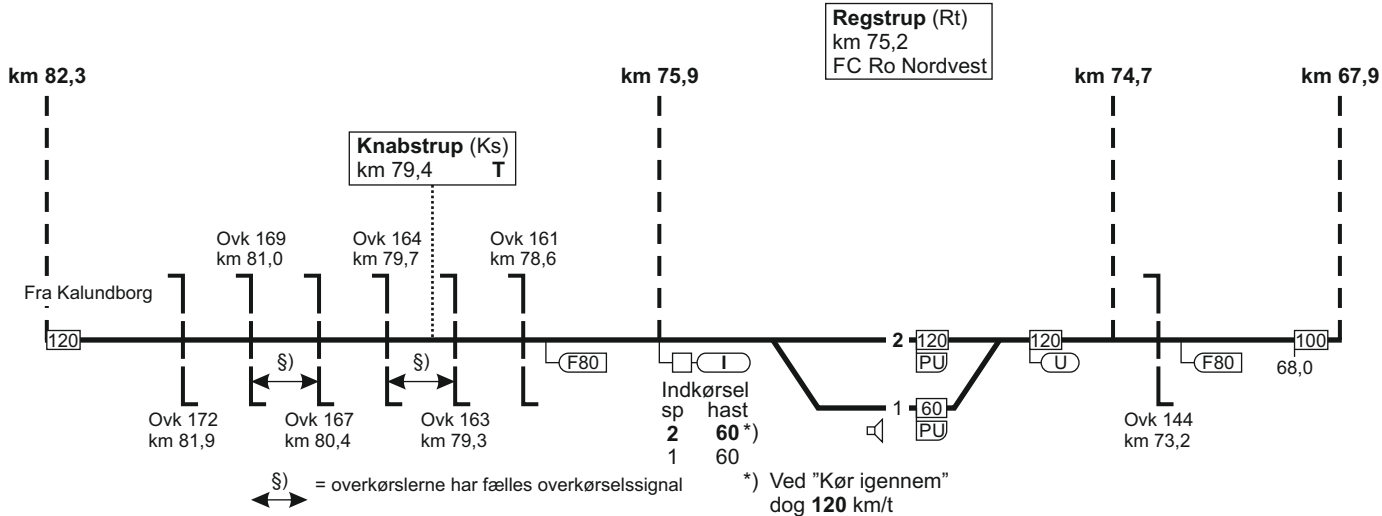 Regstrup (Rt)
km 75,2
FC Ro Nordvest
km 82,3
km 75,9
km 74,7
km 67,9
Knabstrup (Ks)
km 79,4 T
Ovk 169
km 81,0
Ovk 164
km 79,7
Ovk 161
km 78,6
Fra Kalundborg
120
2
120
120
100
§)
§)
F80
I
PU
U
F80
68,0
Ovk 172
km 81,9
Ovk 167
km 80,4
Ovk 163
km 79,3
Indkørsel
sp hast
2 60 *)
1 60
1
60
PU
Ovk 144
km 73,2
§) = overkørslerne har fælles overkørselssignal
*) Ved ”Kør igennem”
dog 120 km/t